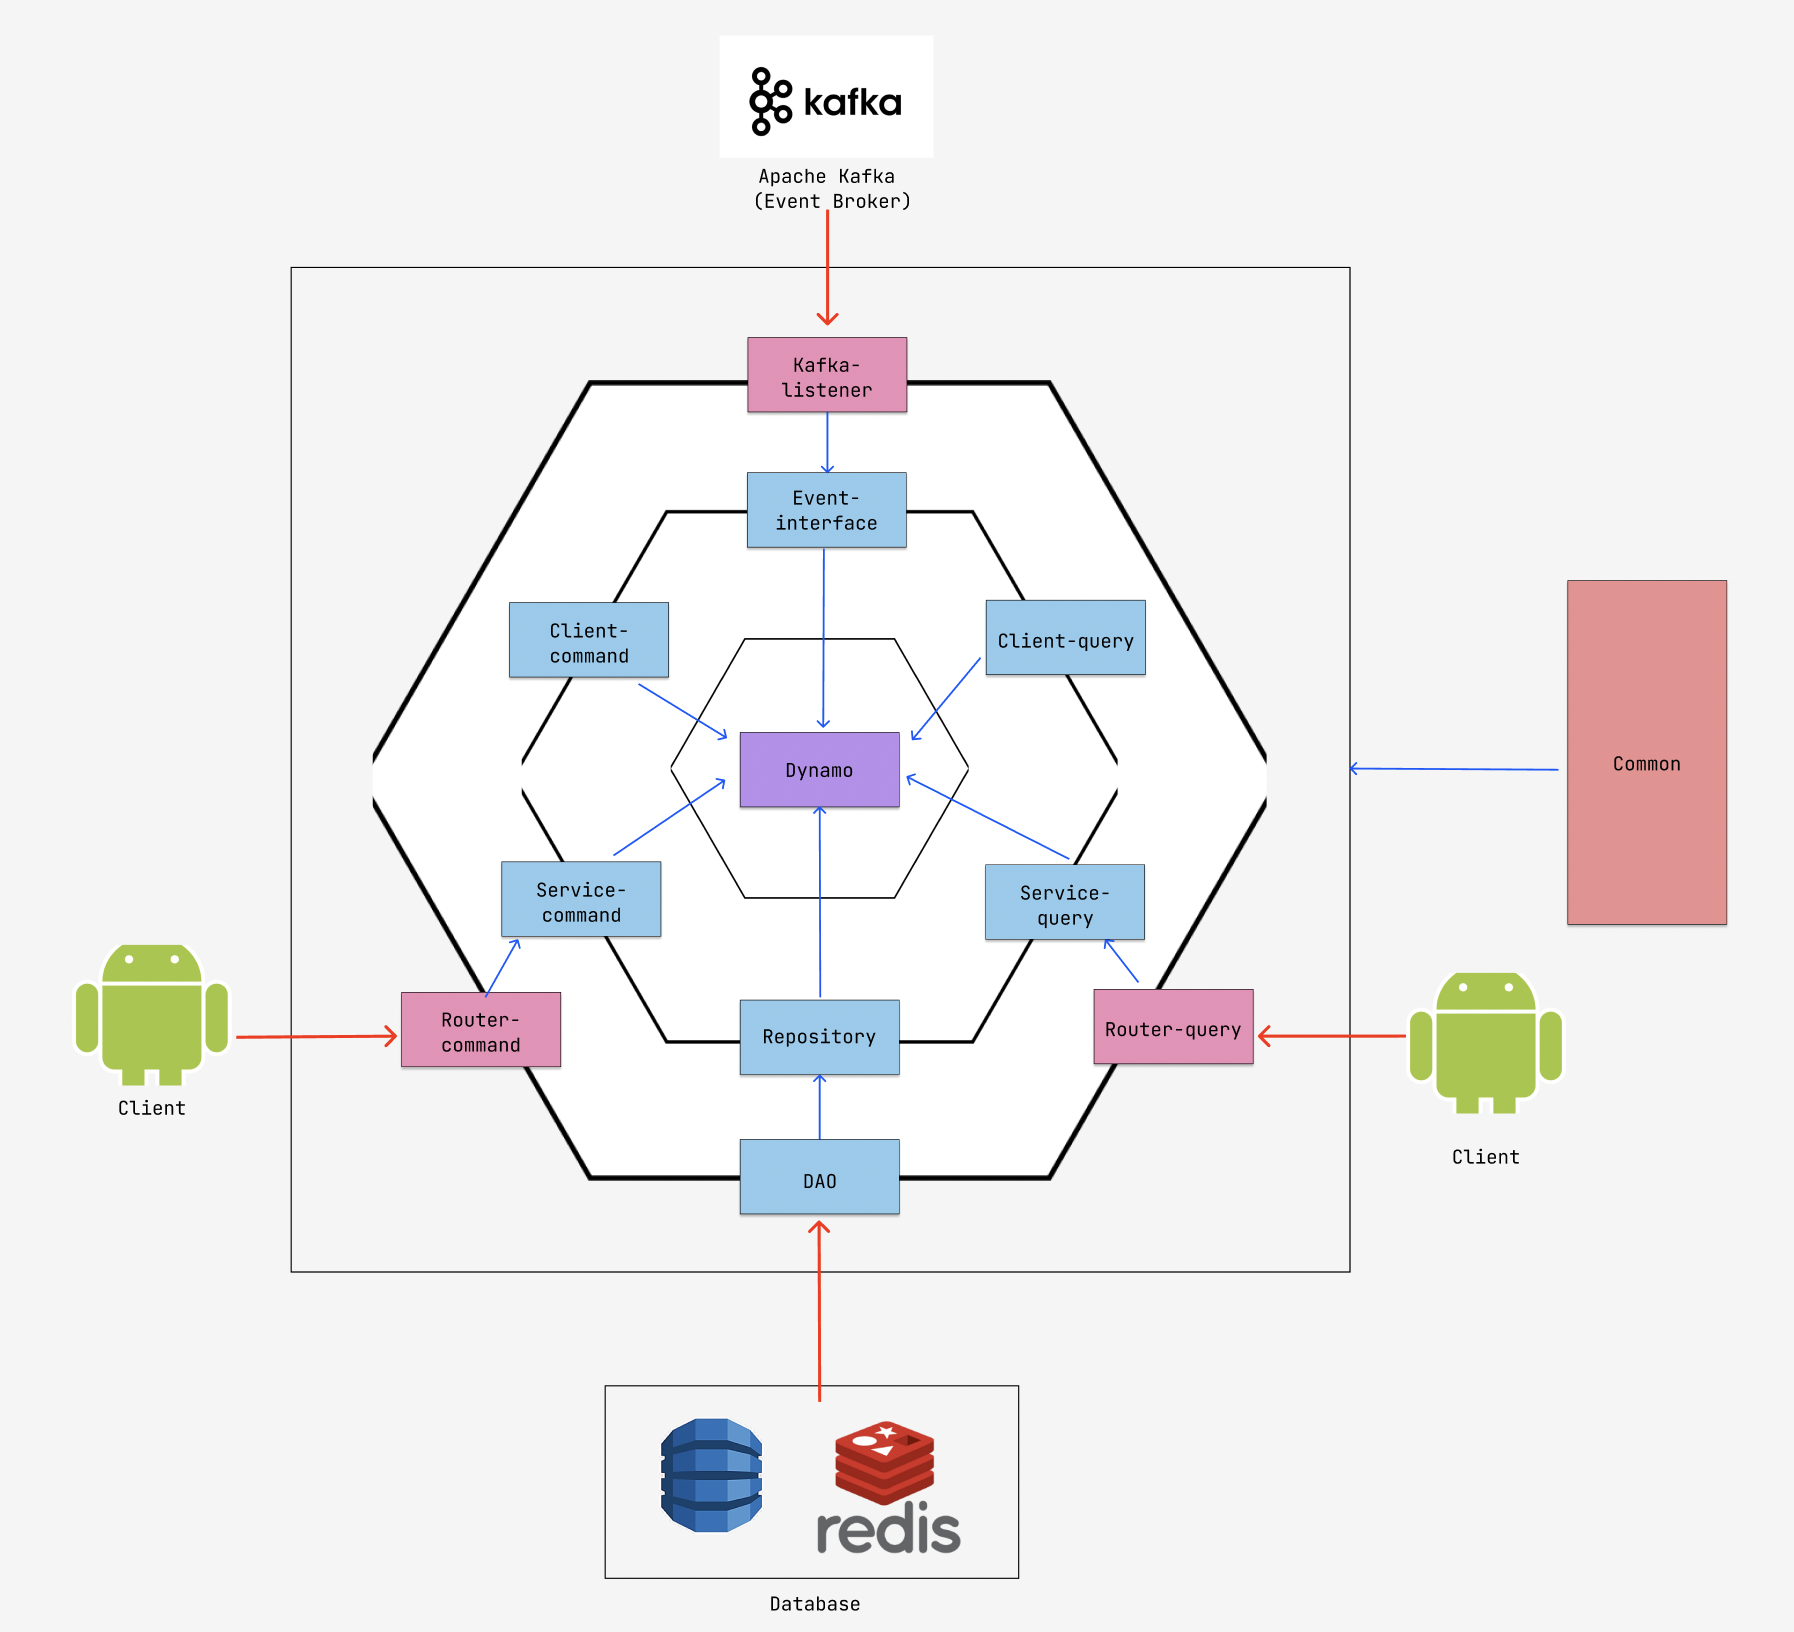 kafka
Apache Kafka
(Event Broker)
Kafka-
listener
Event-
interface
Client-
command
Client-query
Dynamo
Common
Service-
command
Service-
query
Router-
command
Repository
Router-query
Client
Client
DAO
redis
Database